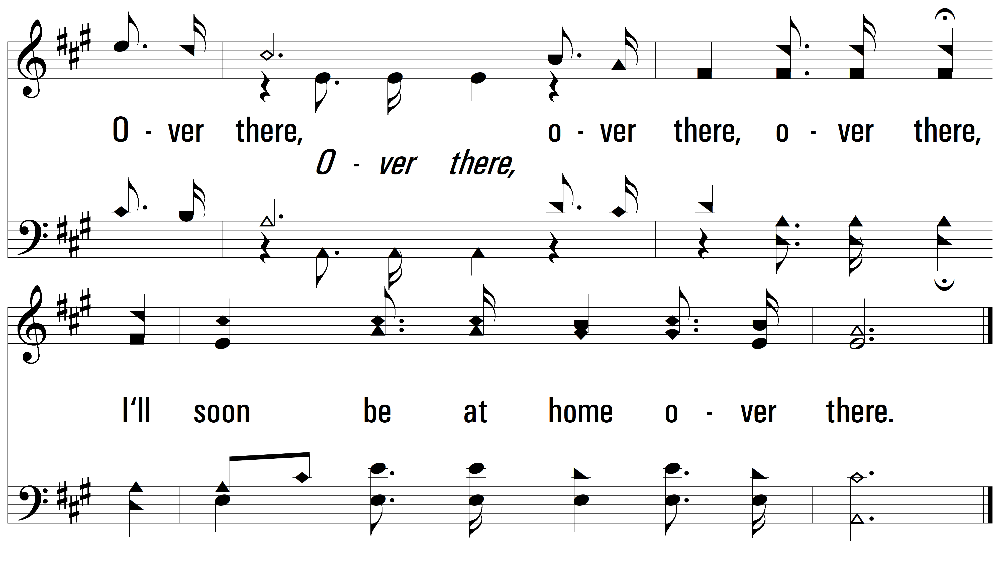 O - ver there, o - ver there, o - ver there,
O - ver there,
I‘ll soon be at home o - ver there.